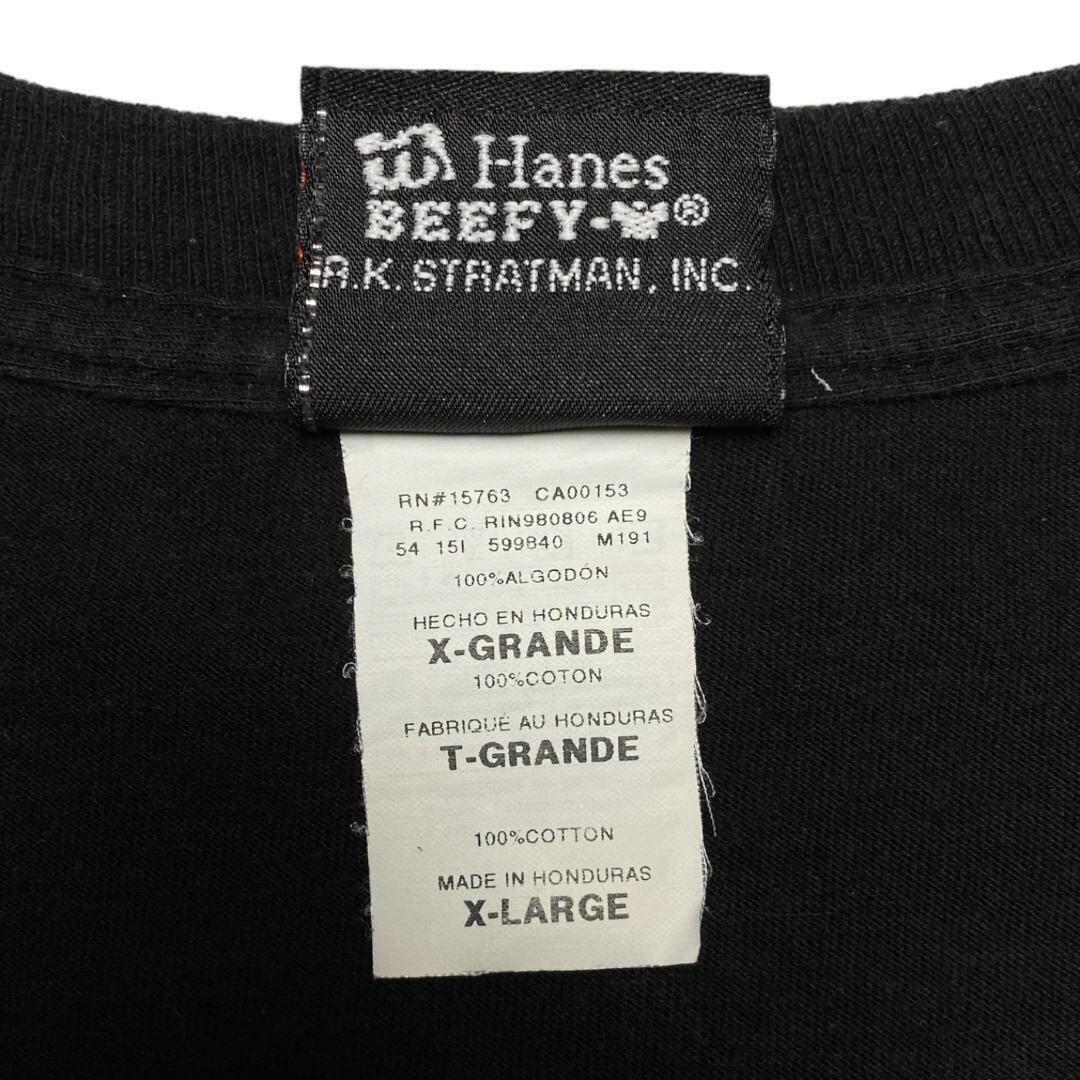 Hanes
BEEFY-T®
R.K. STRATMAN, INC.
RN#15763 CA00153
R.F.C. RIN980806 AE9
54 15I 599840 M191
100%ALGODÓN
HECHO EN HONDURAS
X-GRANDE
100%COTON
FABRIQUÉ AU HONDURAS
T-GRANDE
100%COTTON
MADE IN HONDURAS
X-LARGE